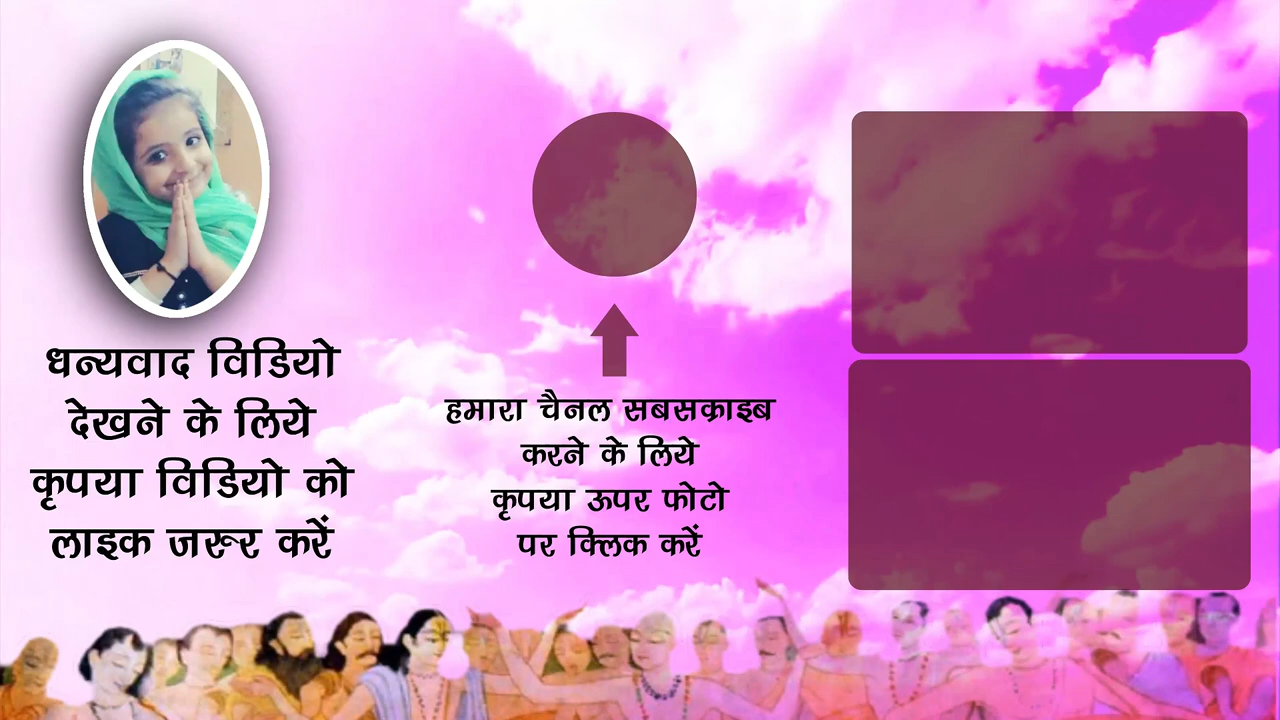 धन्यवाद विडियो
देखने के लिये
कृपया विडियो को
लाइक जरूर करें
हमारा चैनल सबसक्राइब
करने के लिये
कृपया ऊपर फोटो
पर क्लिक करें